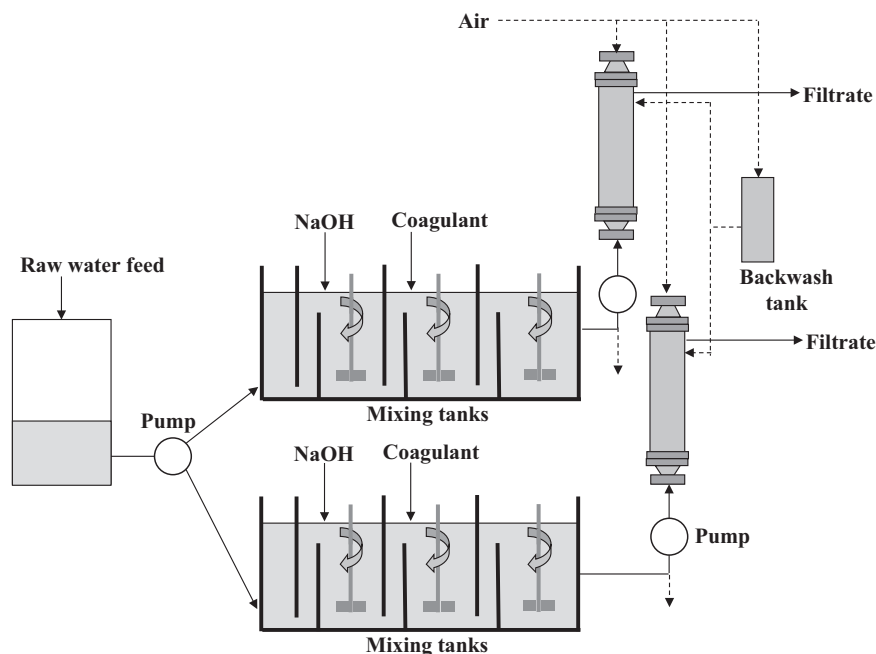 Air
Filtrate
NaOH
Coagulant
Raw water feed
Backwash
tank
Filtrate
Pump
Mixing tanks
NaOH
Coagulant
Pump
Mixing tanks